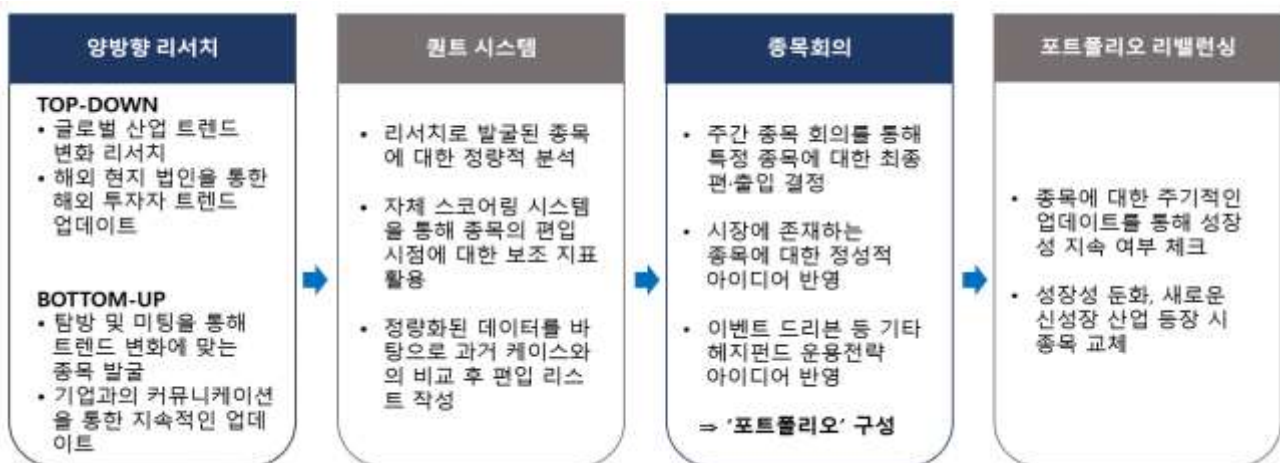 양방향 리서치
TOP-DOWN
• 글로벌 산업 트렌드
변화 리서치
• 해외 현지 법인을 통한
해외 투자자 트렌드
업데이트
BOTTOM-UP
• 탐방 및 미팅을 통해
트렌드 변화에 맞는
종목 발굴
• 기업과의 커뮤니케이션
을 통한 지속적인 업데
이트
퀀트 시스템
• 리서치로 발굴된 종목
에 대한 정량적 분석
• 자체 스코어링 시스템
을 통해 종목의 편입
시점에 대한 보조 지표
활용
• 정량화된 데이터를 바
탕으로 과거 케이스와
의 비교 후 편입 리스
트 작성
종목회의
• 주간 종목 회의를 통해
특정 종목에 대한 최종
편·출입 결정
• 시장에 존재하는
종목에 대한 정성적
아이디어 반영
• 이벤트 드리븐 등 기타
헤지펀드 운용전략
아이디어 반영
⇒ ‘포트폴리오’ 구성
포트폴리오 리밸런싱
• 종목에 대한 주기적인
업데이트를 통해 성장
성 지속 여부 체크
• 성장성 둔화, 새로운
신성장 산업 등장 시
종목 교체